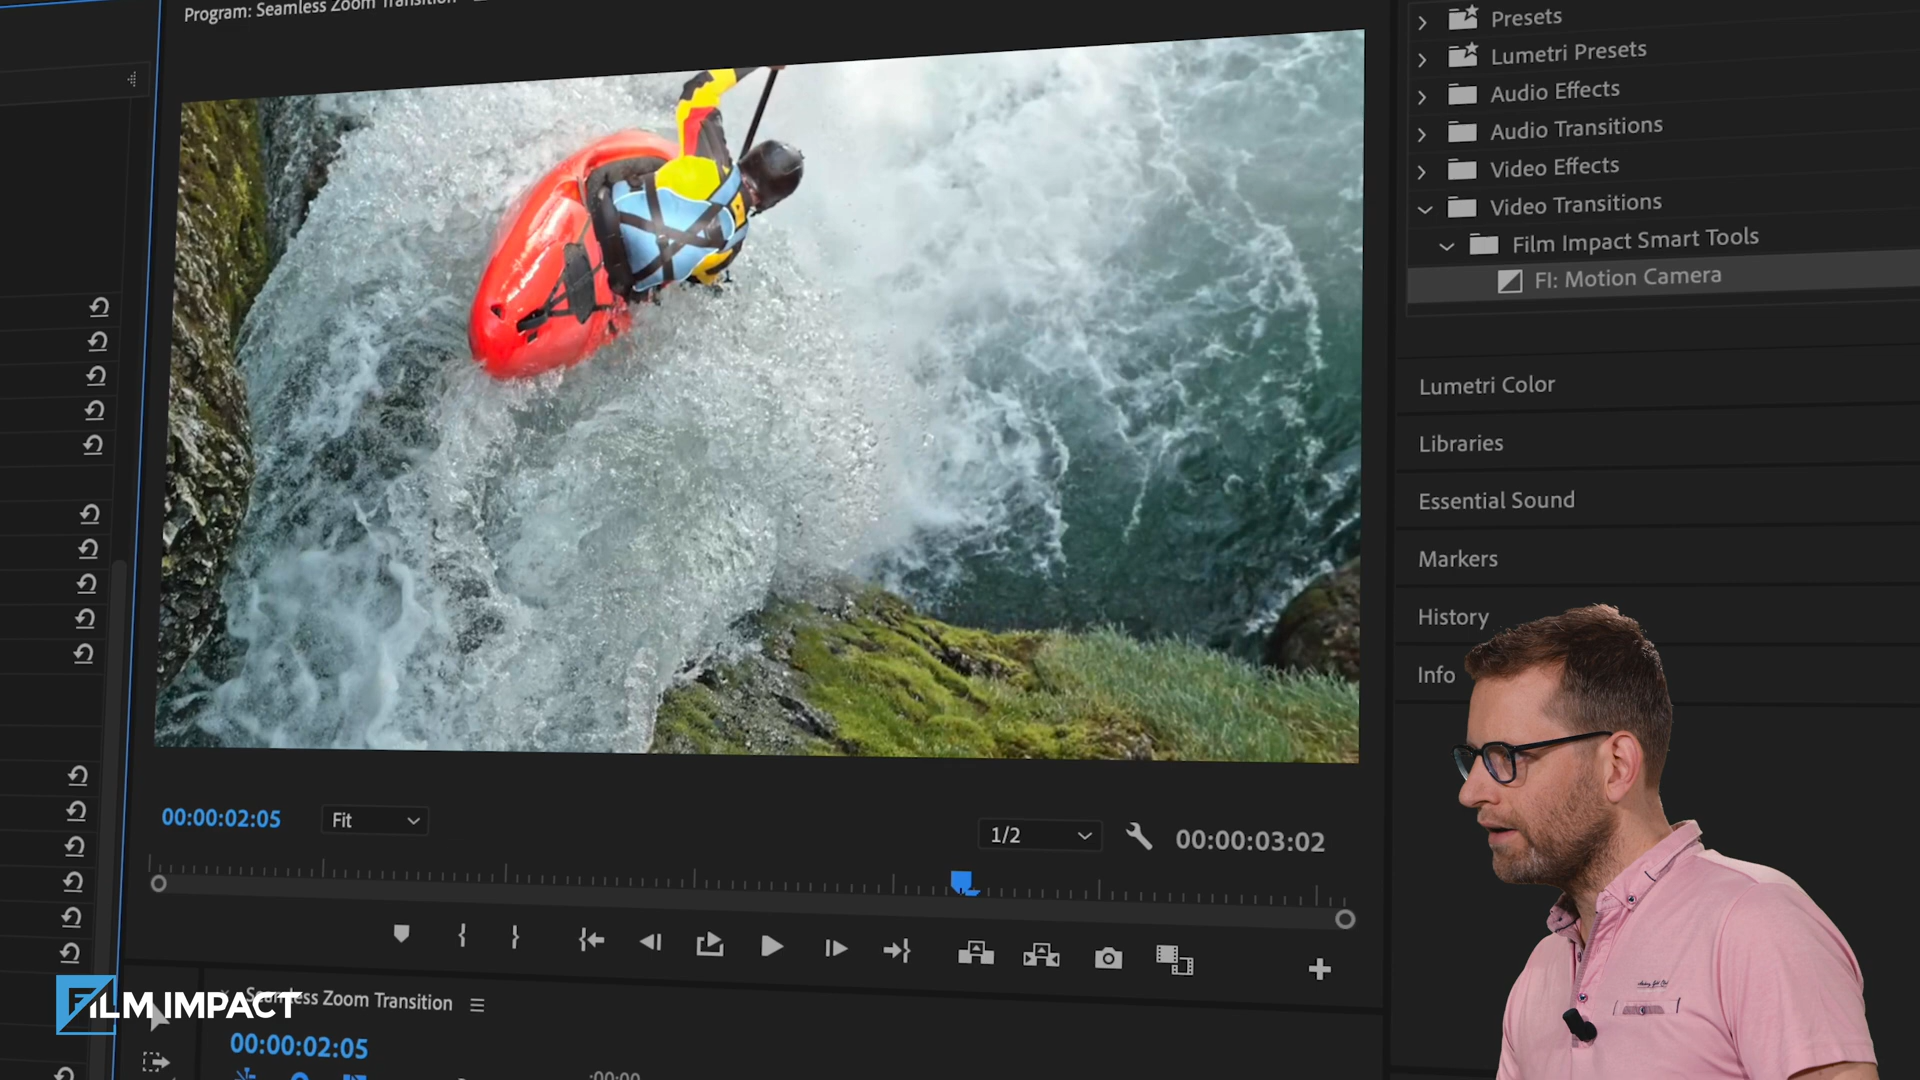 Program: Seamless Zoom Transition
Presets
Lumetri Presets
Audio Effects
Audio Transitions
Video Effects
Video Transitions
Film Impact Smart Tools
FI: Motion Camera
Lumetri Color
Libraries
Essential Sound
Markers
History
Info
00:00:02:05
Fit
1/2
00:00:03:02
Seamless Zoom Transition
FILM IMPACT
00:00:02:05
:00:00